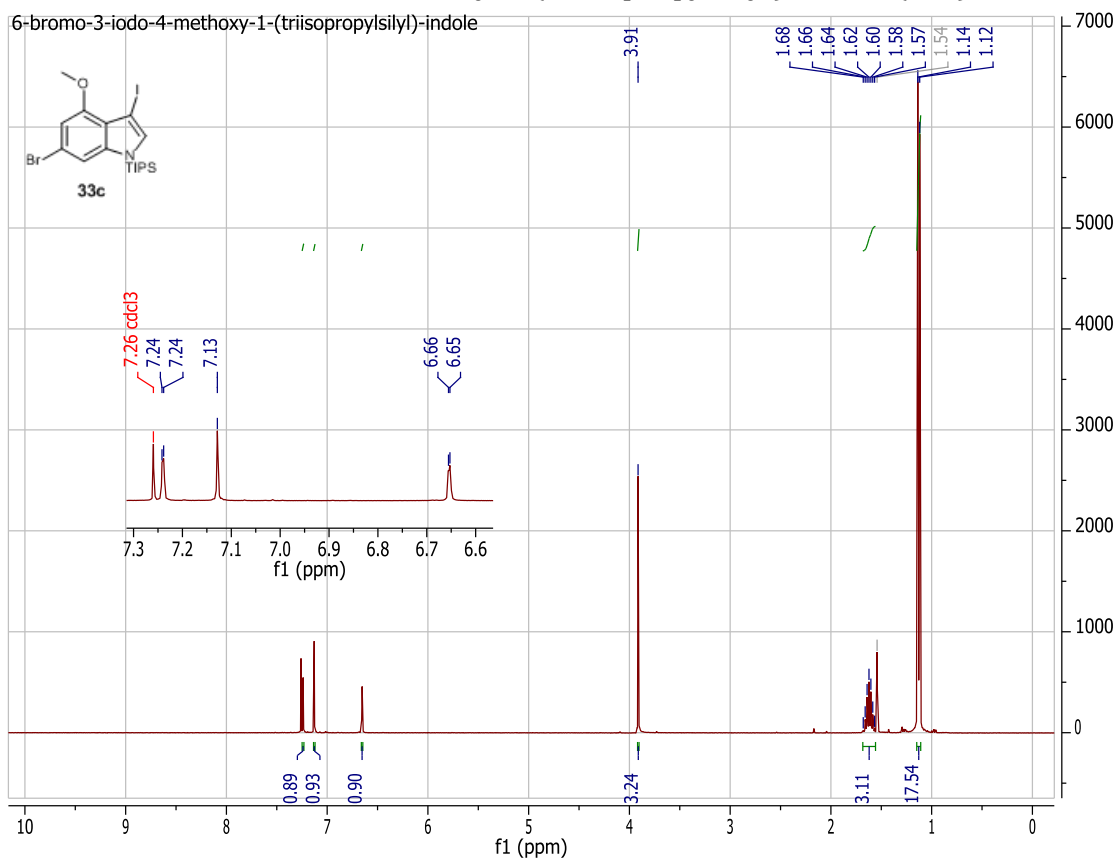 6-bromo-3-iodo-4-methoxy-1-(triisopropylsilyl)-indole
3.91
1.68
1.66
1.64
1.62
1.60
1.58
1.57
1.54
1.14
1.12
O
I
Br
N
TIPS
33c
7.26 cdcl3
7.24
7.24
7.13
6.66
6.65
7.3 7.2 7.1 7.0 6.9 6.8 6.7 6.6
f1 (ppm)
7000
6000
5000
4000
3000
2000
1000
0
0.89
0.93
0.90
3.24
3.11
17.54
10 9 8 7 6 5 4 3 2 1 0
f1 (ppm)